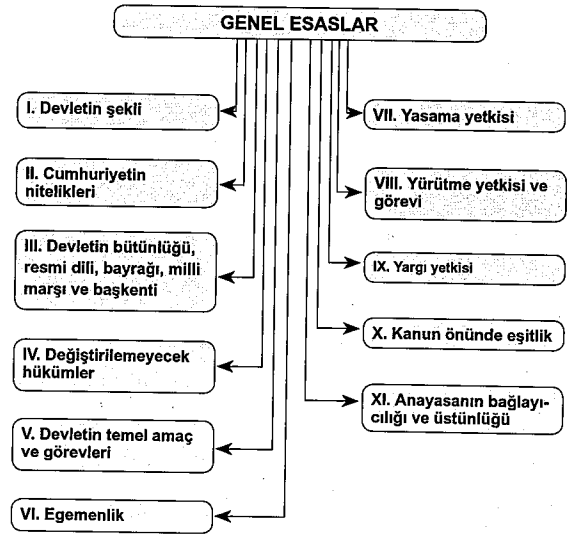 GENEL ESASLAR
I. Devletin şekli
II. Cumhuriyetin
nitelikleri
III. Devletin bütünlüğü,
resmi dili, bayrağı, milli
marşı ve başkenti
IV. Değiştirilemeyecek
hükümler
V. Devletin temel amaç
ve görevleri
VI. Egemenlik
VII. Yasama yetkisi
VIII. Yürütme yetkisi ve
görevi
IX. Yargı yetkisi
X. Kanun önünde eşitlik
XI. Anayasanın bağlayı-
cılığı ve üstünlüğü